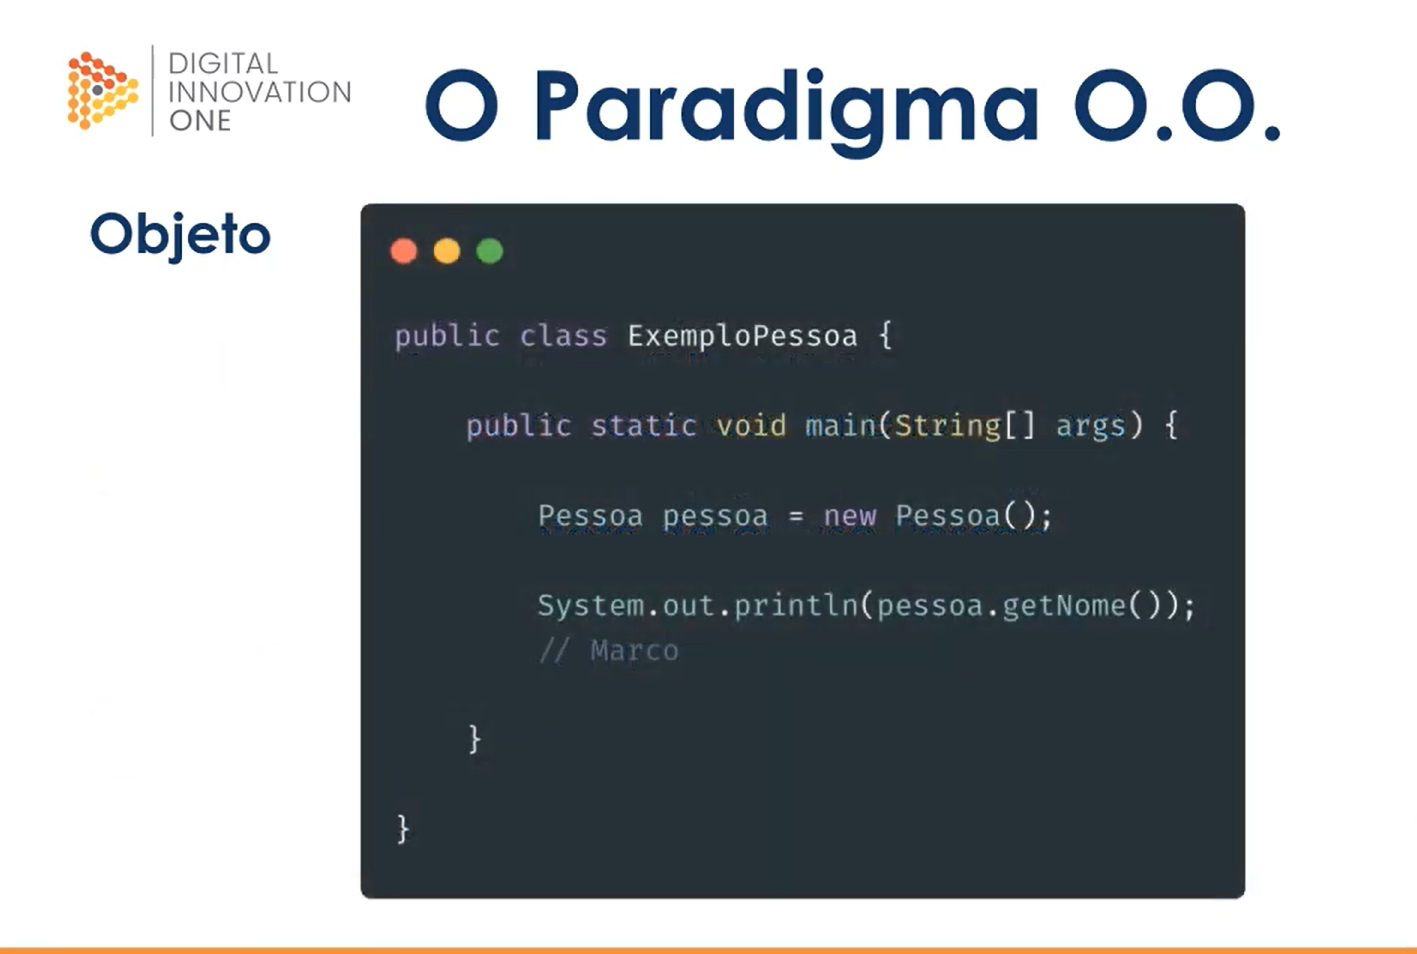 DIGITAL
INNOVATION
ONE
O Paradigma O.O.
Objeto
public class ExemploPessoa {
public static void main(String[] args) {
Pessoa pessoa = new Pessoa();
System.out.println(pessoa.getNome());
// Marco
}
}